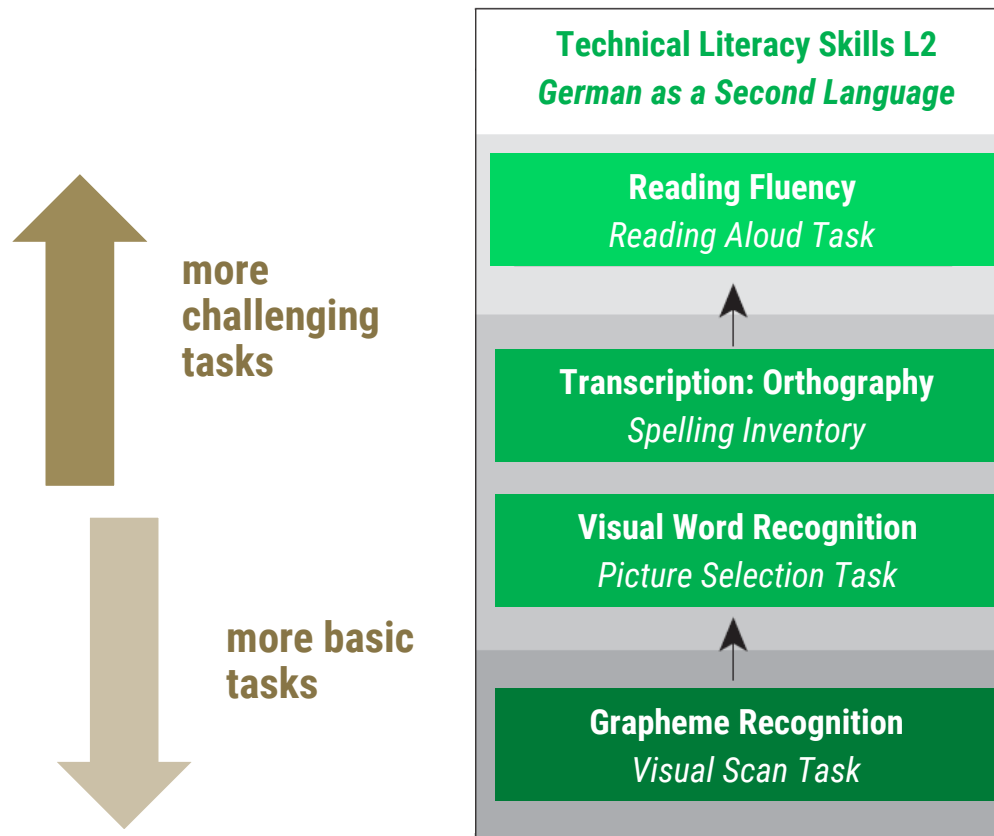 Technical Literacy Skills L2
German as a Second Language
Reading Fluency
Reading Aloud Task
more
challenging
tasks
Transcription: Orthography
Spelling Inventory
Visual Word Recognition
Picture Selection Task
more basic
tasks
Grapheme Recognition
Visual Scan Task